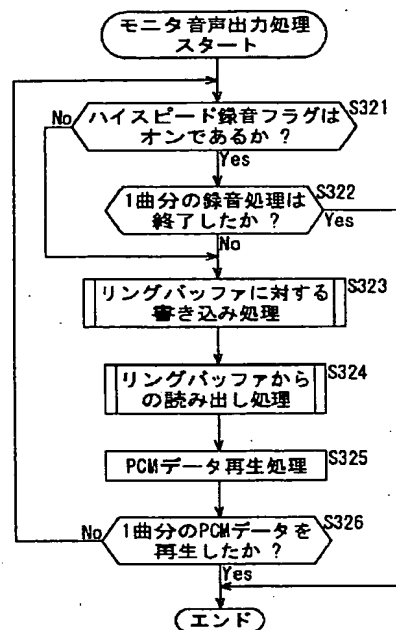 モニタ音声出力処理
スタート
ハイスピード録音フラグは
オンであるか？
S321
No
Yes
1曲分の録音処理は
終了したか？
S322
Yes
No
リングバッファに対する
書き込み処理
S323
リングバッファから
の読み出し処理
S324
PCMデータ再生処理
S325
1曲分のPCMデータを
再生したか？
S326
No
Yes
エンド